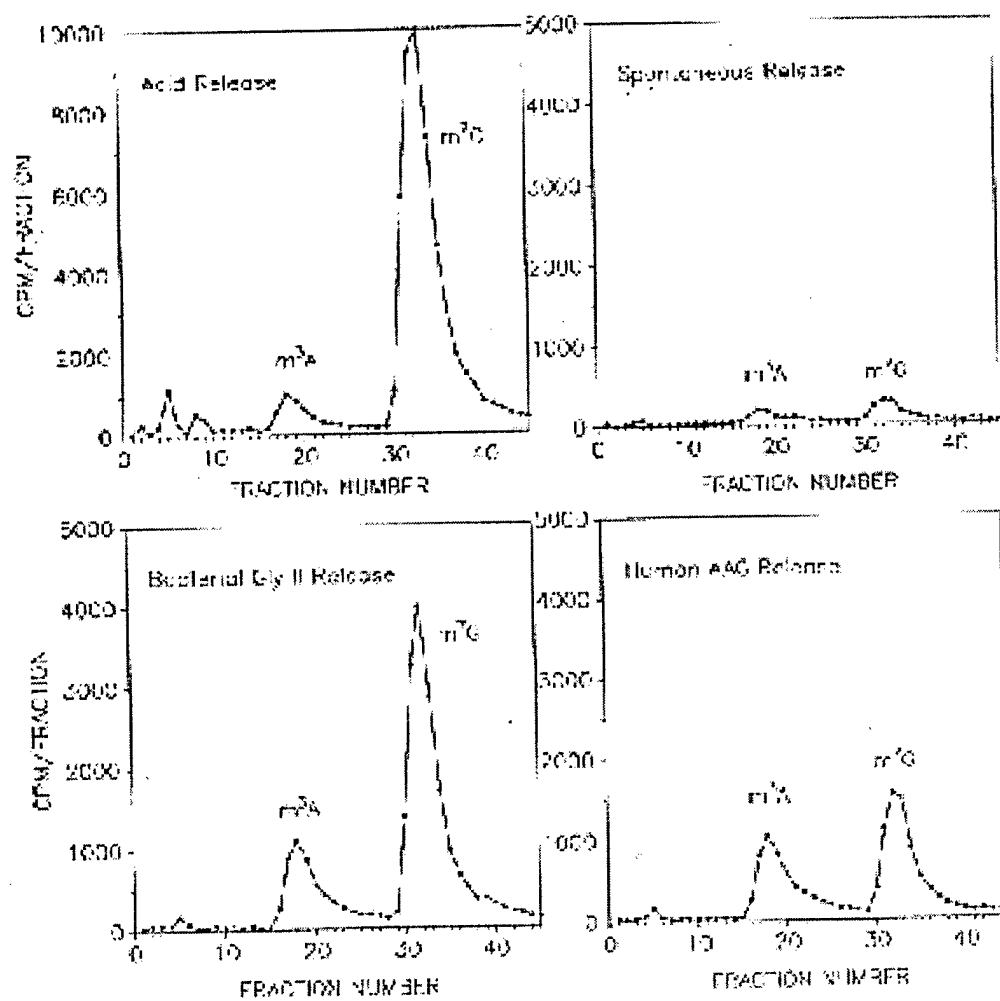 Acid Release
10000
8000
6000
4000
2000
0
m⁷G
m³A
CPM/FRACTION
0 10 20 30 40
FRACTION NUMBER
Spontaneous Release
5000
4000
3000
2000
1000
0
m³A
m⁷G
0 10 20 30 40
FRACTION NUMBER
Bacterial Gly II Release
5000
4000
3000
2000
1000
0
m³A
m⁷G
CPM/FRACTION
0 10 20 30 40
FRACTION NUMBER
Human AAG Release
5000
4000
3000
2000
1000
0
m³A
m⁷G
0 10 20 30 40
FRACTION NUMBER